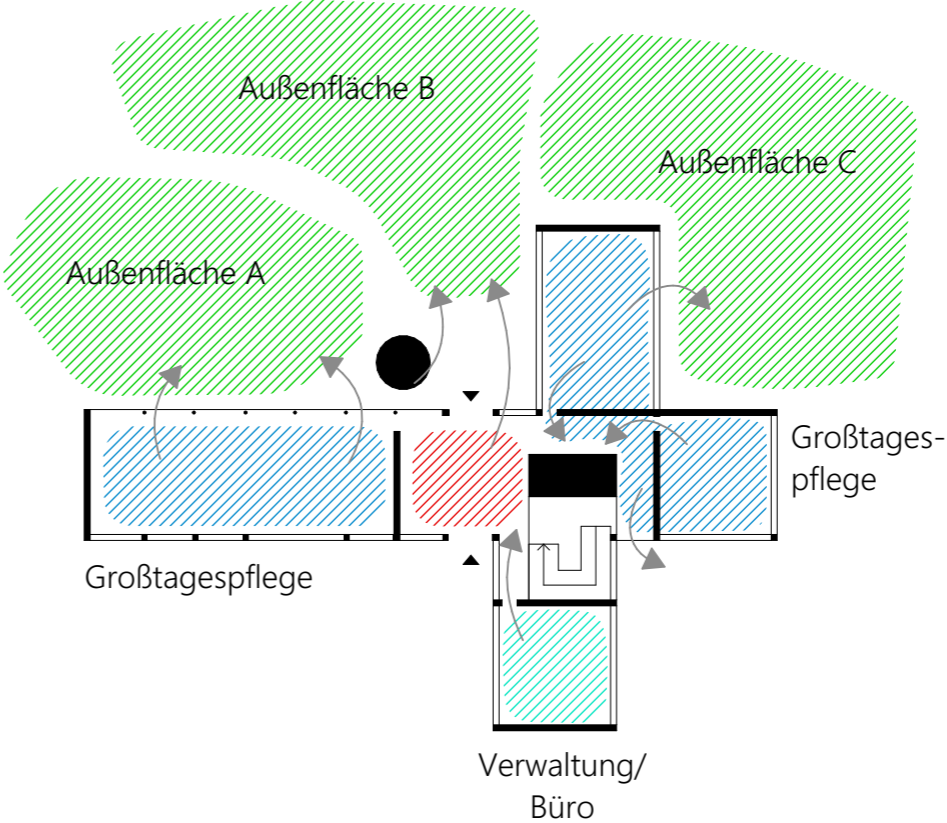 Außenfläche B
Außenfläche C
Außenfläche A
Großtages-
pflege
Großtagespflege
Verwaltung/
Büro